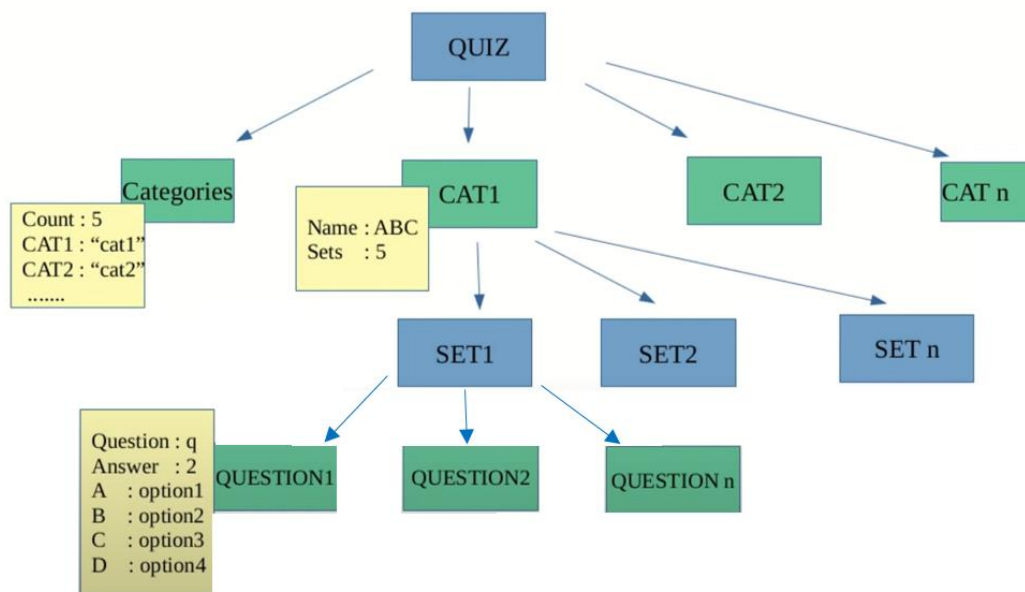 QUIZ
Categories
CAT1
CAT2
CAT n
Count : 5
CAT1 : “cat1”
CAT2 : “cat2”
.......
Name : ABC
Sets : 5
SET1
SET2
SET n
Question : q
Answer : 2
A : option1
B : option2
C : option3
D : option4
QUESTION1
QUESTION2
QUESTION n